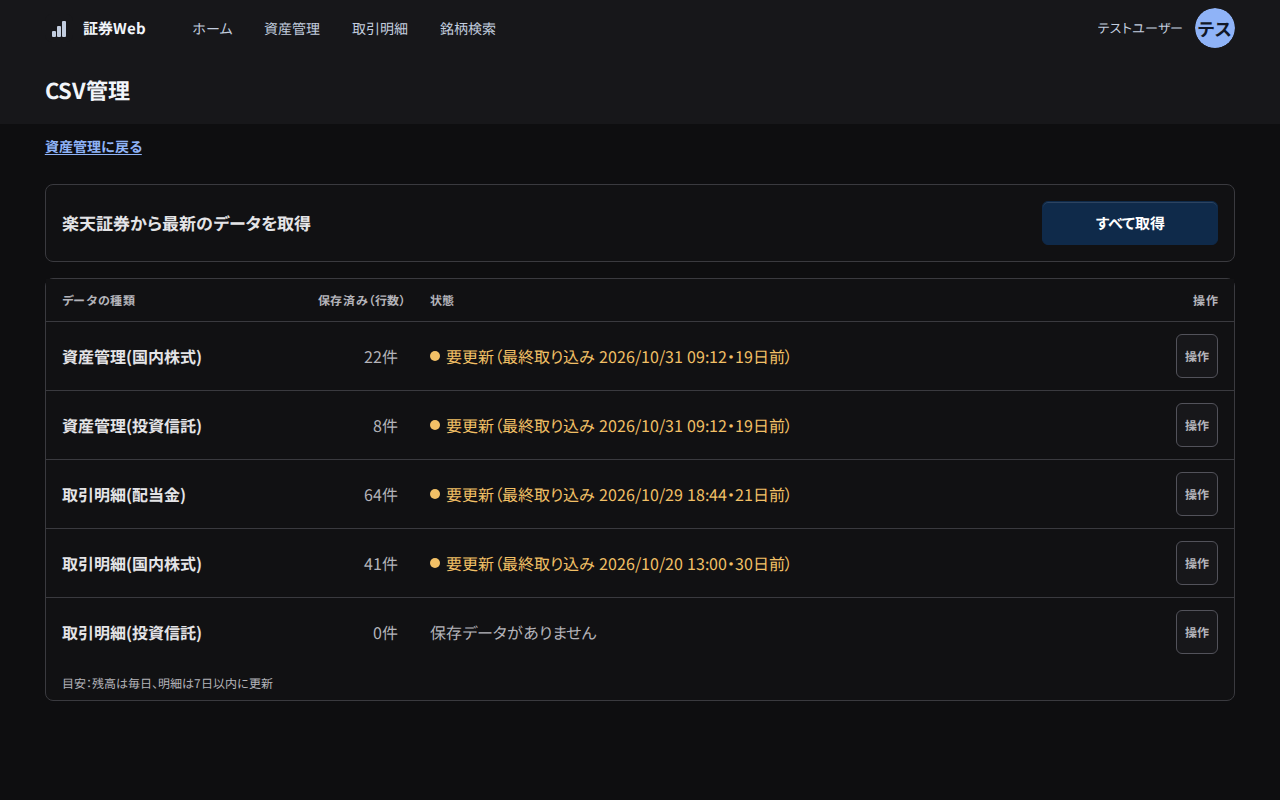 証券Web ホーム 資産管理 取引明細 銘柄検索 テストユーザー テス
CSV管理
資産管理に戻る
楽天証券から最新のデータを取得 すべて取得
データの種類 保存済み(行数) 状態 操作
資産管理(国内株式) 22件 要更新(最終取り込み 2026/10/31 09:12・19日前) 操作
資産管理(投資信託) 8件 要更新(最終取り込み 2026/10/31 09:12・19日前) 操作
取引明細(配当金) 64件 要更新(最終取り込み 2026/10/29 18:44・21日前) 操作
取引明細(国内株式) 41件 要更新(最終取り込み 2026/10/20 13:00・30日前) 操作
取引明細(投資信託) 0件 保存データがありません 操作
目安:残高は毎日、明細は7日以内に更新